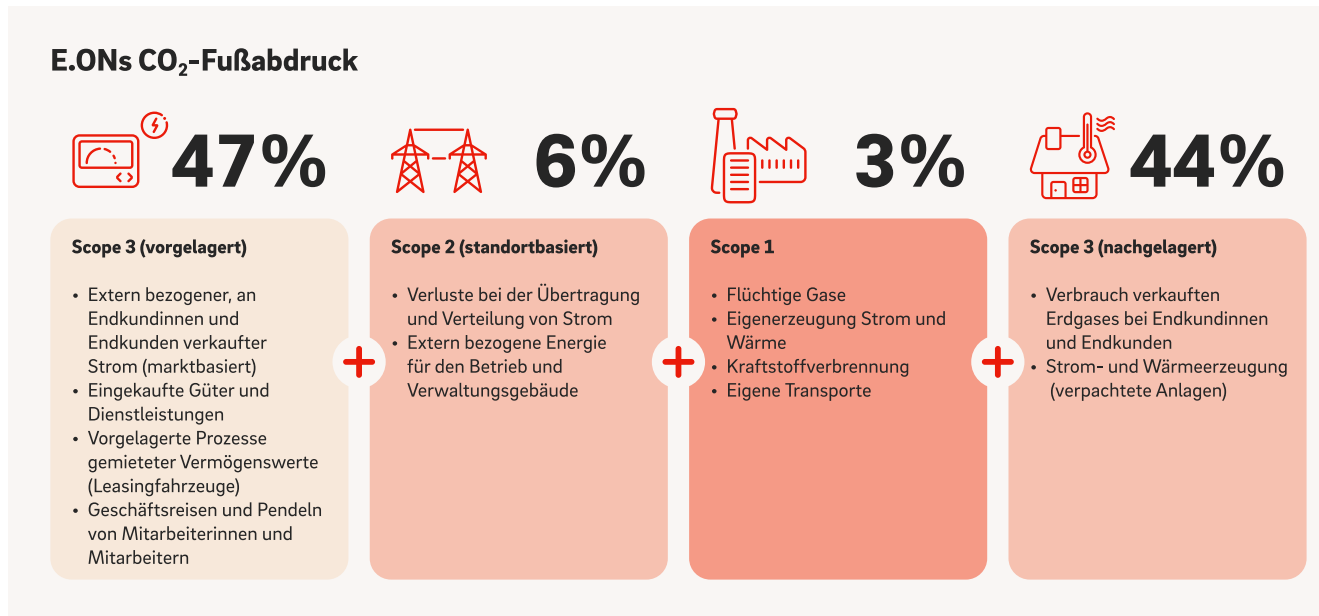 E.ONs CO₂-Fußabdruck
47%
Scope 3 (vorgelagert)
• Extern bezogener, an
Endkundinnen und
Endkunden verkaufter
Strom (marktbasiert)
• Eingekaufte Güter und
Dienstleistungen
• Vorgelagerte Prozesse
gemieteter Vermögenswerte
(Leasingfahrzeuge)
• Geschäftsreisen und Pendeln
von Mitarbeiterinnen und
Mitarbeitern
+
6%
Scope 2 (standortbasiert)
• Verluste bei der Übertragung
und Verteilung von Strom
• Extern bezogene Energie
für den Betrieb und
Verwaltungsgebäude
+
3%
Scope 1
• Flüchtige Gase
• Eigenerzeugung Strom und
Wärme
• Kraftstoffverbrennung
• Eigene Transporte
+
44%
Scope 3 (nachgelagert)
• Verbrauch verkauften
Erdgases bei Endkundinnen
und Endkunden
• Strom- und Wärmeerzeugung
(verpachtete Anlagen)